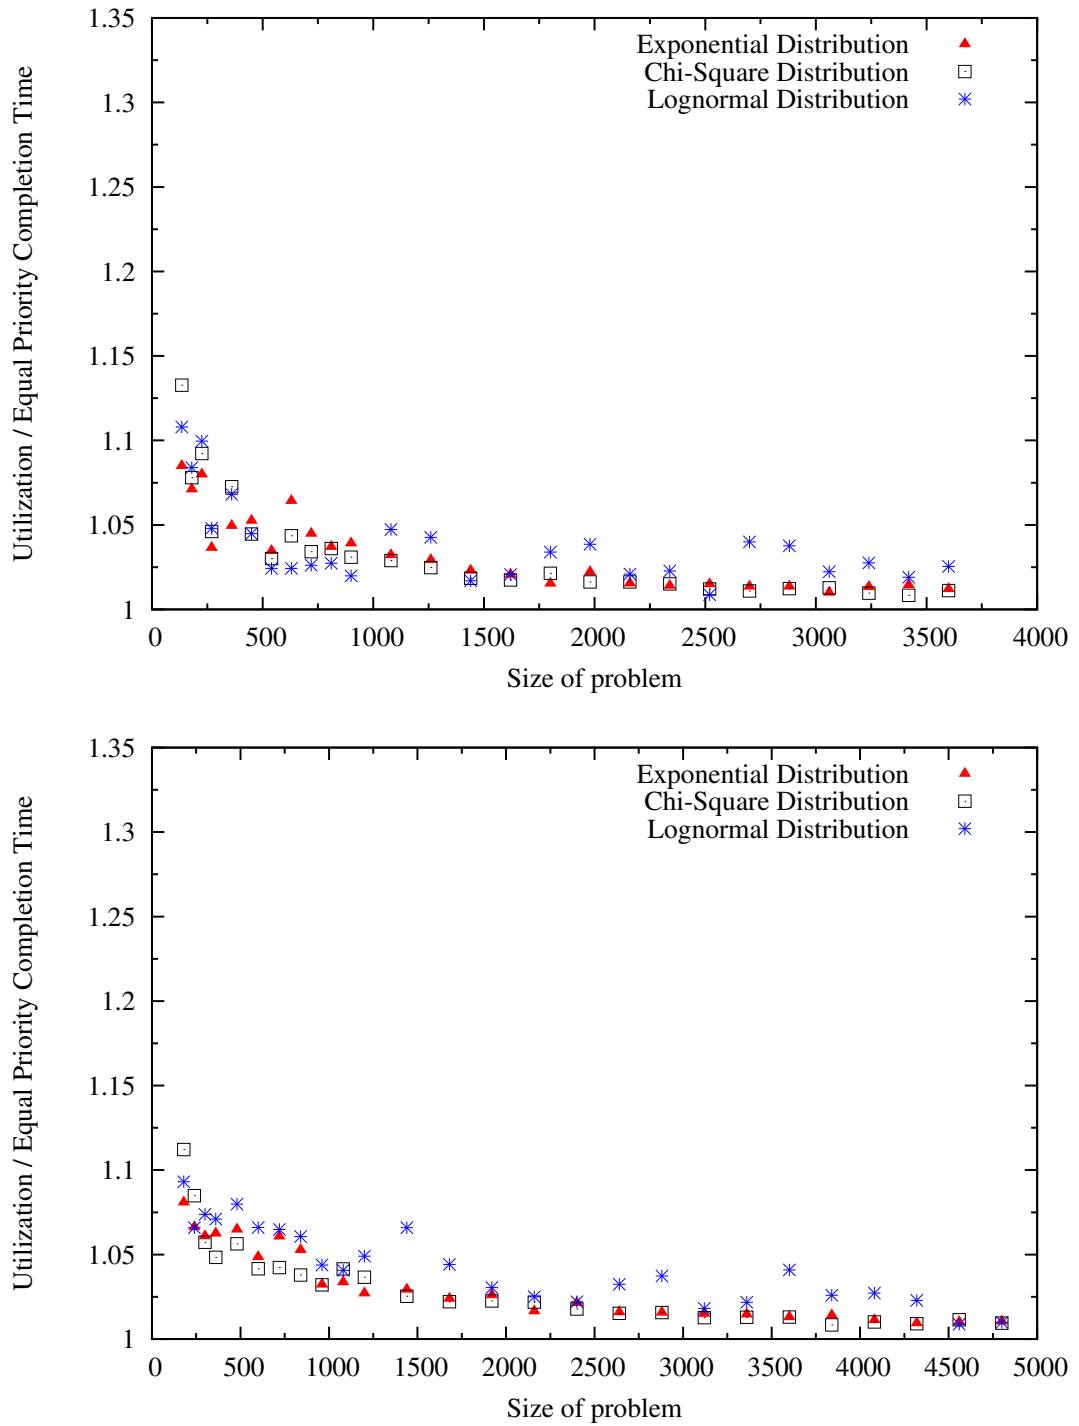 1.35
1.3
1.25
1.2
1.15
1.1
1.05
1
Utilization / Equal Priority Completion Time
Exponential Distribution
Chi-Square Distribution
Lognormal Distribution
0 500 1000 1500 2000 2500 3000 3500 4000
Size of problem
1.35
1.3
1.25
1.2
1.15
1.1
1.05
1
Utilization / Equal Priority Completion Time
Exponential Distribution
Chi-Square Distribution
Lognormal Distribution
0 500 1000 1500 2000 2500 3000 3500 4000 4500 5000
Size of problem